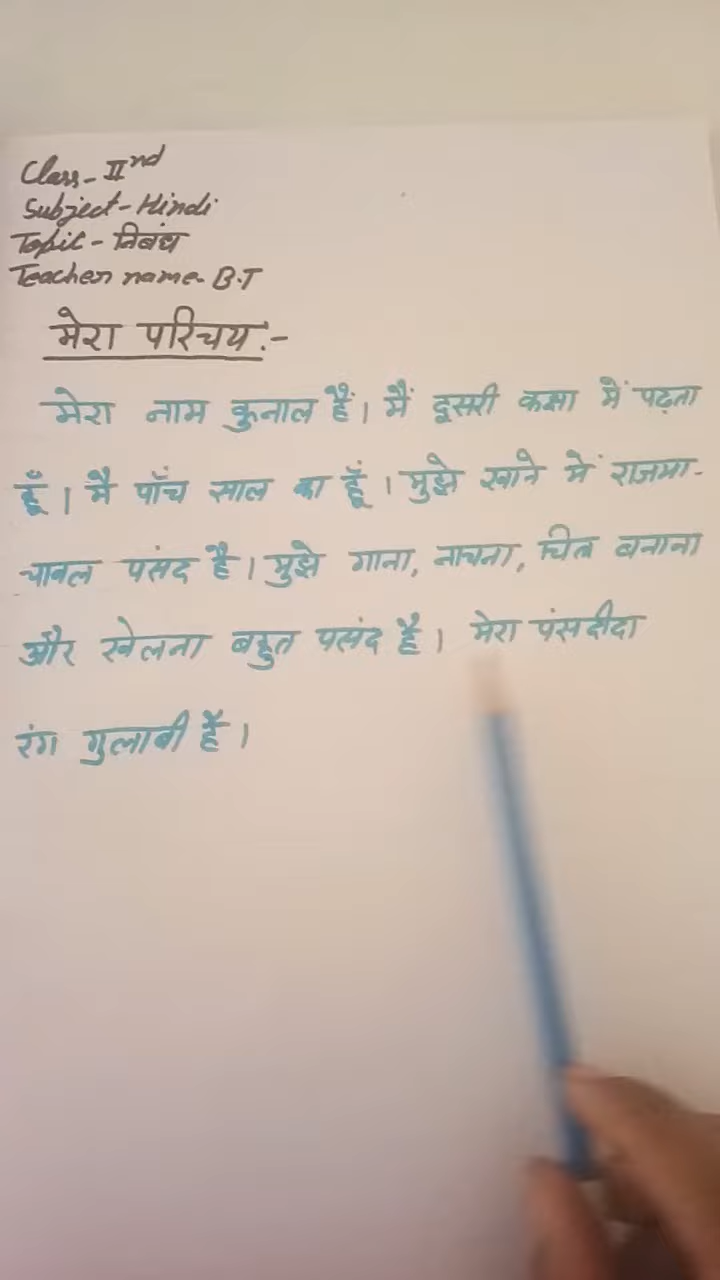 Class- IInd
Subject- Hindi
Topic- निबंध
Teacher name- B.T
मेरा परिचय :-
मेरा नाम कुनाल हैं। मैं दूसरी कक्षा में पढ़ता
हूँ। मै पाँच साल का हूँ। मुझे खाने में राजमा-
चावल पसंद है। मुझे गाना, नाचना, चित्र बनाना
और खेलना बहुत पसंद है। मेरा पंसदीदा
रंग गुलाबी है।